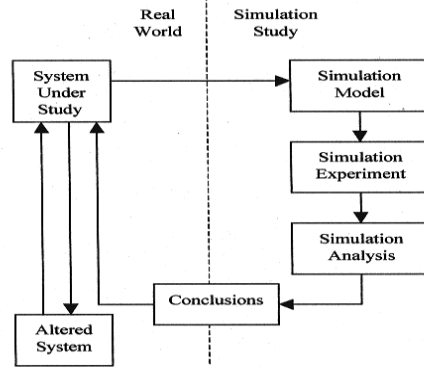 Real
World
Simulation
Study
System
Under
Study
Simulation
Model
Simulation
Experiment
Simulation
Analysis
Conclusions
Altered
System